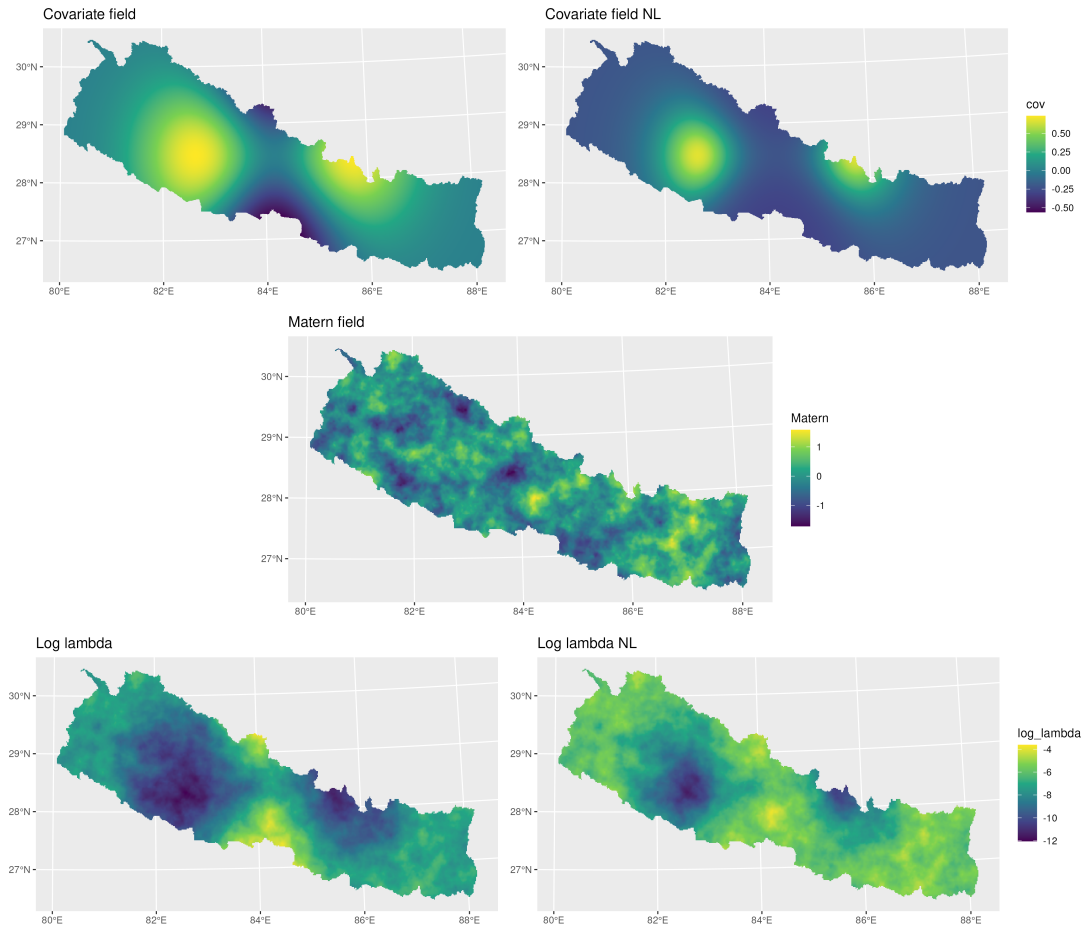 Covariate field
30°N
29°N
28°N
27°N
80°E 82°E 84°E 86°E 88°E
Covariate field NL
30°N
29°N
28°N
27°N
80°E 82°E 84°E 86°E 88°E
cov
0.50
0.25
0.00
-0.25
-0.50
Matern field
30°N
29°N
28°N
27°N
80°E 82°E 84°E 86°E 88°E
Matern
1
0
-1
Log lambda
30°N
29°N
28°N
27°N
80°E 82°E 84°E 86°E 88°E
Log lambda NL
30°N
29°N
28°N
27°N
80°E 82°E 84°E 86°E 88°E
log_lambda
-4
-6
-8
-10
-12